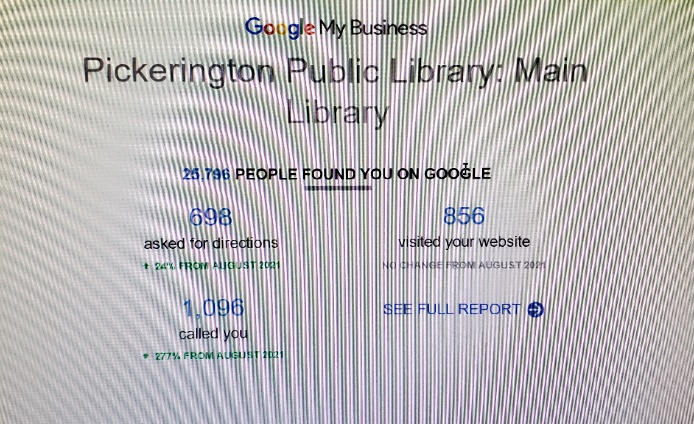 Google My Business
Pickerington Public Library: Main
Library
25,796 PEOPLE FOUND YOU ON GOOGLE
698
asked for directions
24% FROM AUGUST 2021
856
visited your website
NO CHANGE FROM AUGUST 2021
1,096
called you
277% FROM AUGUST 2021
SEE FULL REPORT